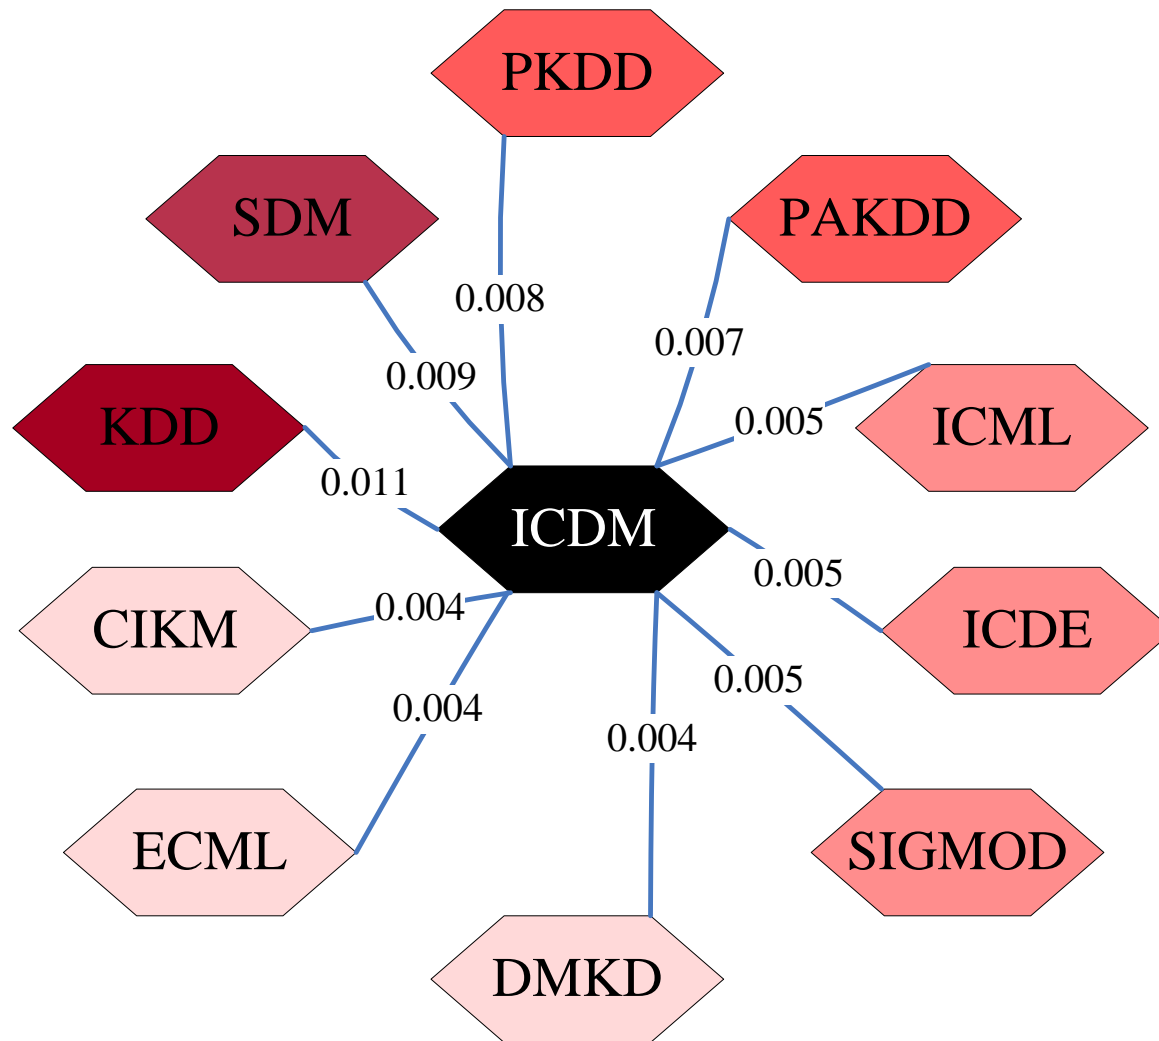 PKDD
SDM
PAKDD
0.008
0.007
0.009
KDD
0.005
ICML
0.011
ICDM
0.005
CIKM
0.004
ICDE
0.005
0.004
0.004
ECML
SIGMOD
DMKD